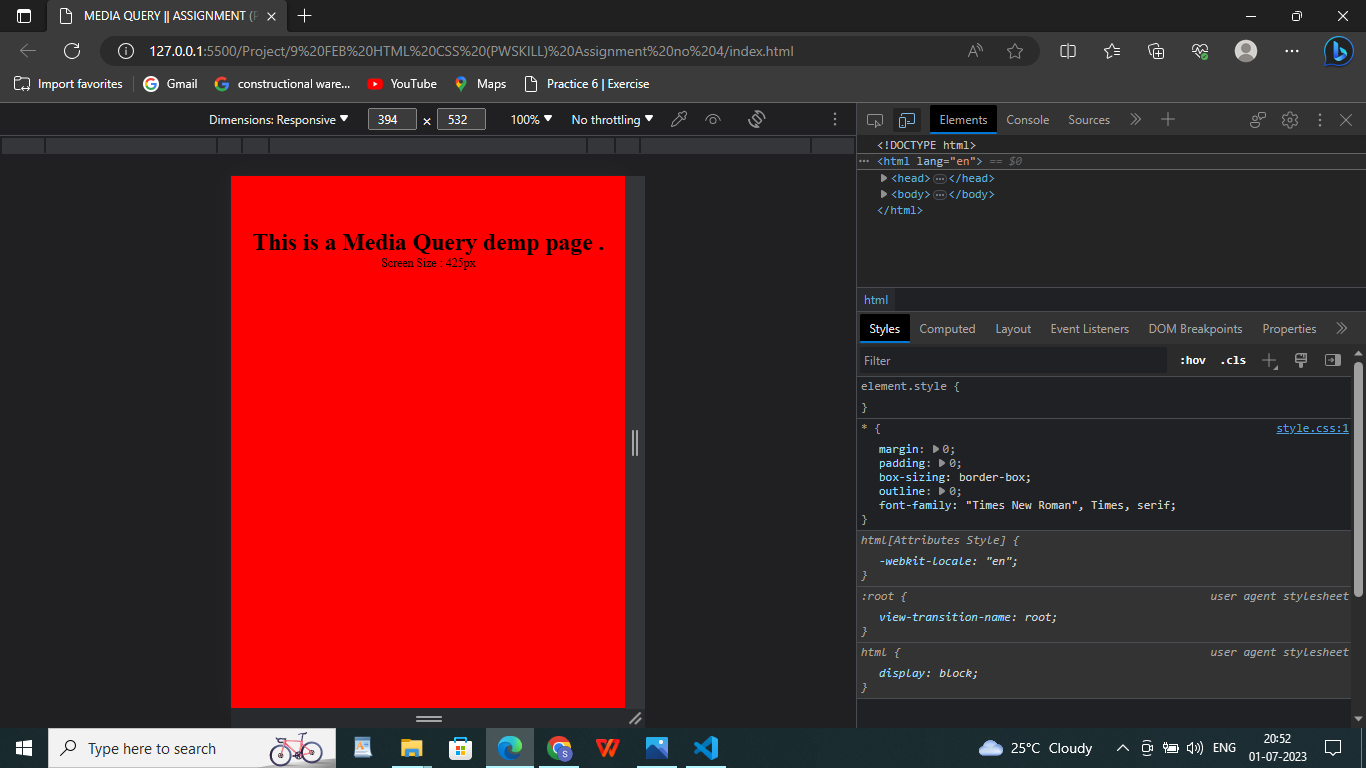 MEDIA QUERY || ASSIGNMENT (P
127.0.0.1:5500/Project/9%20FEB%20HTML%20CSS%20(PWSKILL)%20Assignment%20no%204/index.html
Import favorites Gmail constructional ware... YouTube Maps Practice 6 | Exercise
Dimensions: Responsive 394 × 532 100% No throttling
Elements Console Sources
<!DOCTYPE html>
<html lang="en"> == $0
<head> </head>
<body> </body>
</html>
This is a Media Query demp page .
Screen Size : 425px
html
Styles Computed Layout Event Listeners DOM Breakpoints Properties
Filter :hov .cls
element.style {
}
* { style.css:1
margin: 0;
padding: 0;
box-sizing: border-box;
outline: 0;
font-family: "Times New Roman", Times, serif;
}
html[Attributes Style] {
-webkit-locale: "en";
}
:root { user agent stylesheet
view-transition-name: root;
}
html { user agent stylesheet
display: block;
}
Type here to search
25°C Cloudy ENG
20:52
01-07-2023